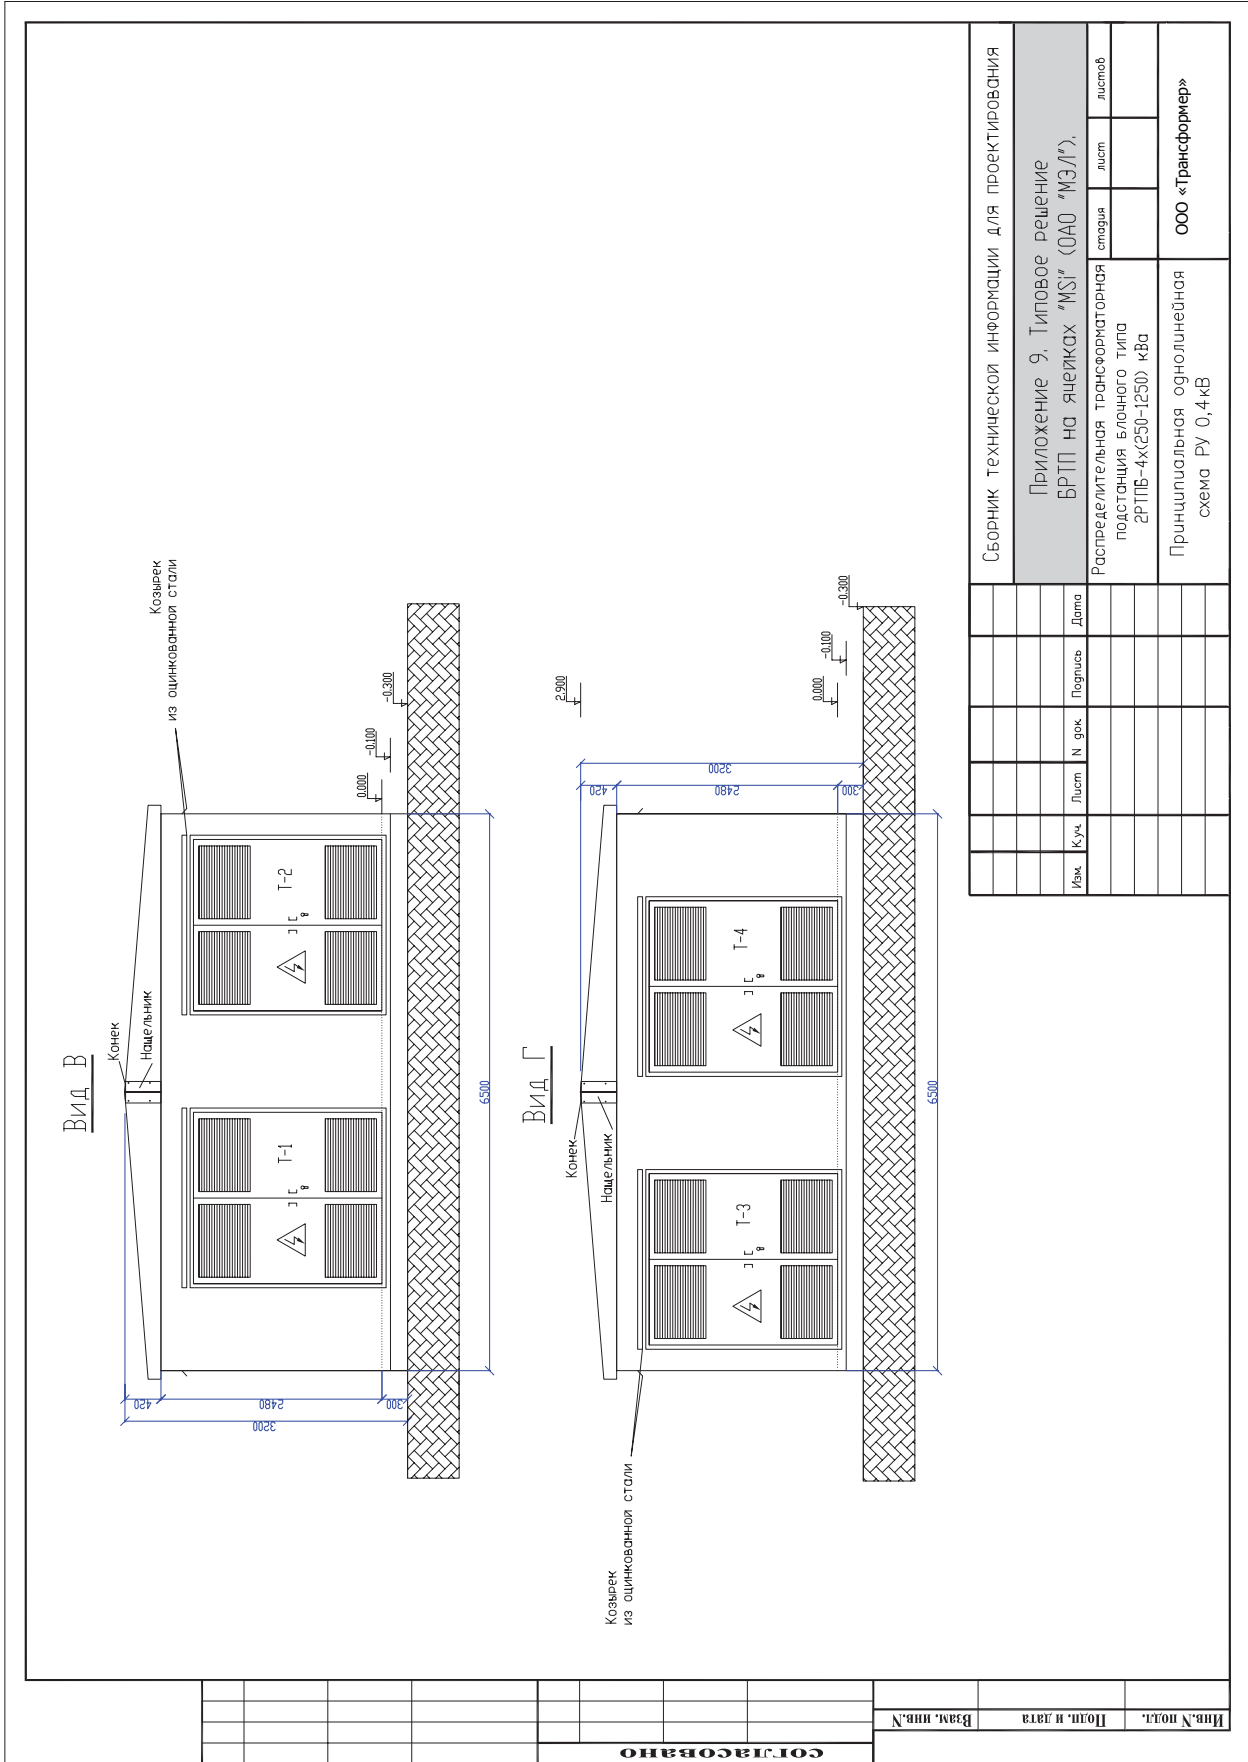 Вид В
Конек
Нащельник
Козырек
из оцинкованной стали
Т-1
Т-2
420
2480
300
3200
6500
0.000
-0.100
-0.300
Вид Г
Конек
Нащельник
Козырек
из оцинкованной стали
Т-3
Т-4
420
2480
300
3200
6500
2.900
0.000
-0.100
-0.300
Сборник технической информации для проектирования
Приложение 9. Типовое решение
БРТП на ячейках "MSi" (ОАО "МЭЛ").
Распределительная трансформаторная
подстанция блочного типа
2РТПБ-4х(250-1250) кВа
стадия
лист
листов
Принципиальная однолинейная
схема РУ 0,4кВ
ООО «Трансформер»
Изм.
К.уч.
Лист
N док.
Подпись
Дата
согласовано
Взам. инв.N
Подп. и дата
Инв.N подл.